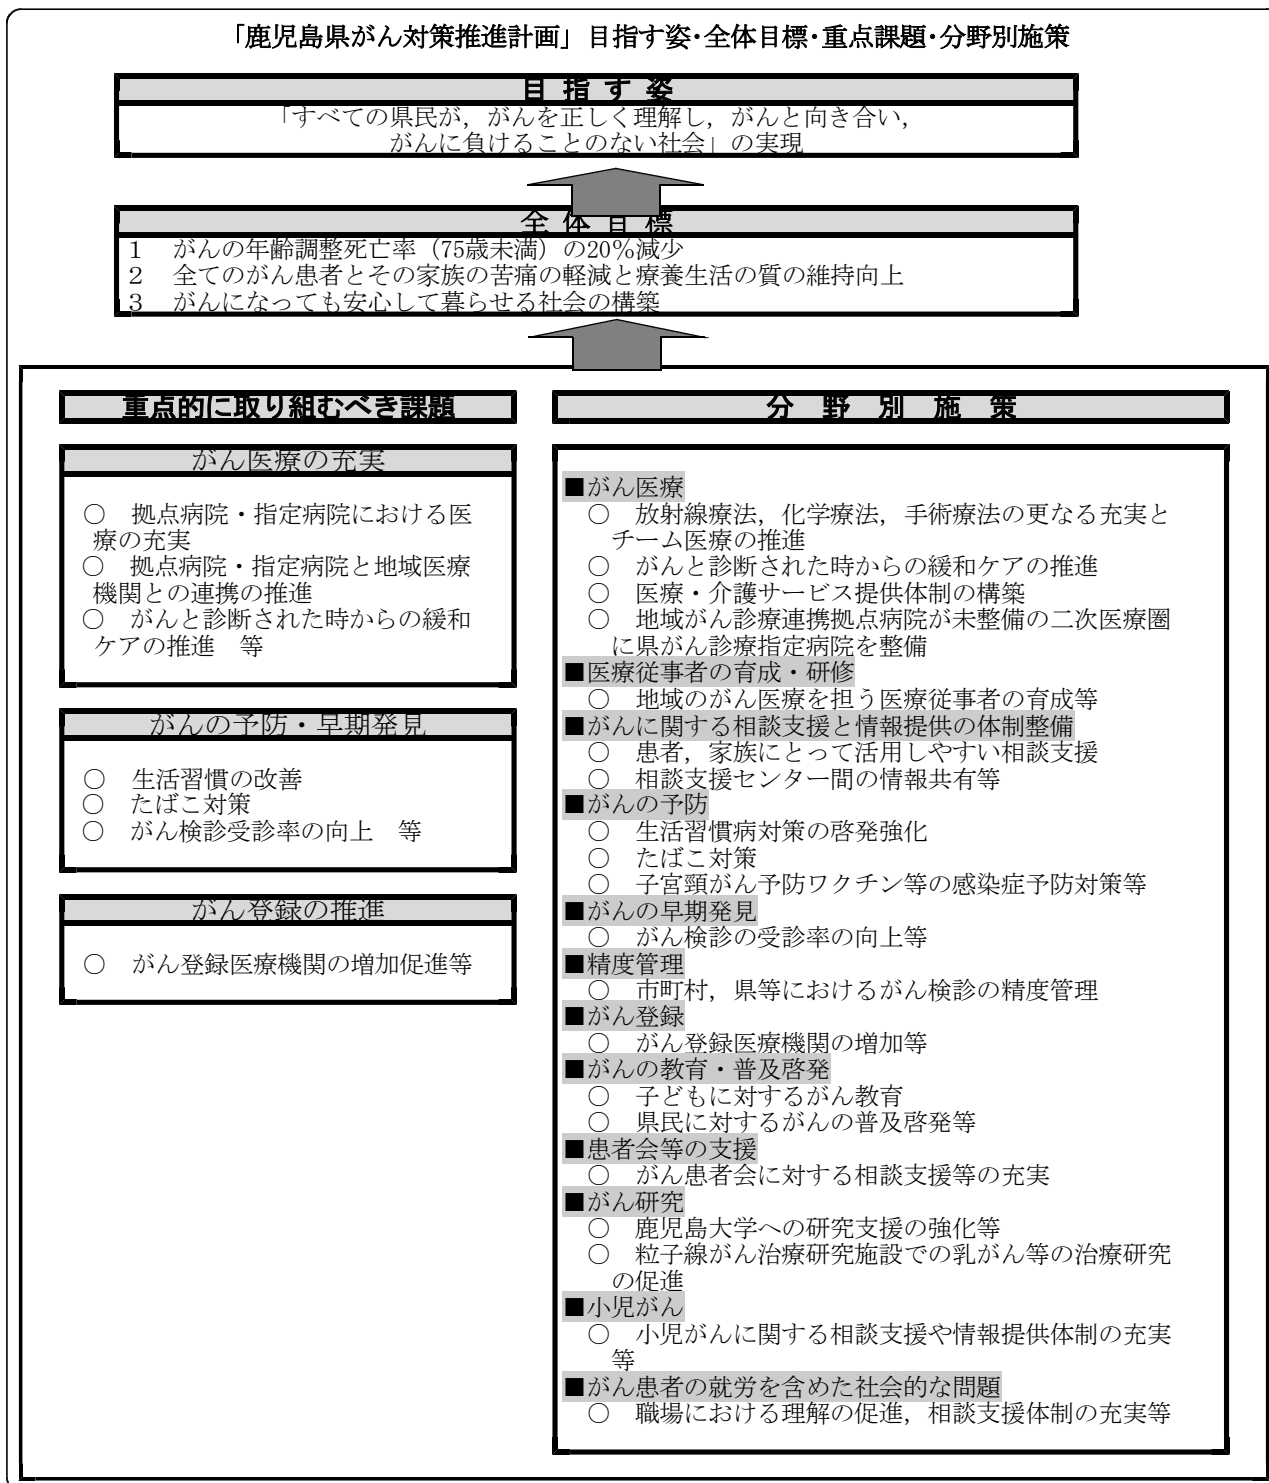 「鹿児島県がん対策推進計画」目指す姿・全体目標・重点課題・分野別施策
目 指 す 姿
「すべての県民が，がんを正しく理解し，がんと向き合い，
がんに負けることのない社会」の実現
全 体 目 標
１　がんの年齢調整死亡率（75歳未満）の20％減少
２　全てのがん患者とその家族の苦痛の軽減と療養生活の質の維持向上
３　がんになっても安心して暮らせる社会の構築
重点的に取り組むべき課題
がん医療の充実
○　拠点病院・指定病院における医
療の充実
○　拠点病院・指定病院と地域医療
機関との連携の推進
○　がんと診断された時からの緩和
ケアの推進　等
がんの予防・早期発見
○　生活習慣の改善
○　たばこ対策
○　がん検診受診率の向上　等
がん登録の推進
○　がん登録医療機関の増加促進等
分　野　別　施　策
■がん医療
○　放射線療法，化学療法，手術療法の更なる充実と
チーム医療の推進
○　がんと診断された時からの緩和ケアの推進
○　医療・介護サービス提供体制の構築
○　地域がん診療連携拠点病院が未整備の二次医療圏
に県がん診療指定病院を整備
■医療従事者の育成・研修
○　地域のがん医療を担う医療従事者の育成等
■がんに関する相談支援と情報提供の体制整備
○　患者，家族にとって活用しやすい相談支援
○　相談支援センター間の情報共有等
■がんの予防
○　生活習慣病対策の啓発強化
○　たばこ対策
○　子宮頸がん予防ワクチン等の感染症予防対策等
■がんの早期発見
○　がん検診の受診率の向上等
■精度管理
○　市町村，県等におけるがん検診の精度管理
■がん登録
○　がん登録医療機関の増加等
■がんの教育・普及啓発
○　子どもに対するがん教育
○　県民に対するがんの普及啓発等
■患者会等の支援
○　がん患者会に対する相談支援等の充実
■がん研究
○　鹿児島大学への研究支援の強化等
○　粒子線がん治療研究施設での乳がん等の治療研究
の促進
■小児がん
○　小児がんに関する相談支援や情報提供体制の充実
等
■がん患者の就労を含めた社会的な問題
○　職場における理解の促進，相談支援体制の充実等